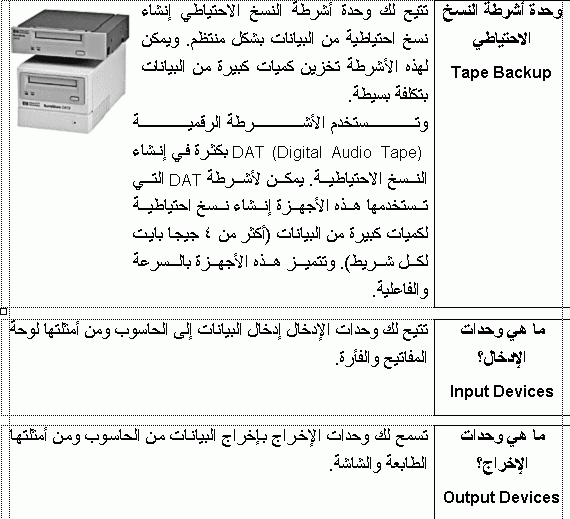 وحدة أشرطة النسخ
الاحتياطي
Tape Backup
تتيح لك وحدة أشرطة النسخ الاحتياطي إنشاء
نسخ احتياطية من البيانات بشكل منتظم. ويمكن
لهذه الأشرطة تخزين كميات كبيرة من البيانات
بتكلفة بسيطة.
وتستخدم الأشرطة الرقمية
DAT (Digital Audio Tape) بكثرة في إنشاء
النسخ الاحتياطية. يمكن لأشرطة DAT التي
تستخدمها هذه الأجهزة إنشاء نسخ احتياطية
لكميات كبيرة من البيانات (أكثر من ٤ جيجا بايت
لكل شريط). وتتميز هذه الأجهزة بالسرعة
والفاعلية.
ما هي وحدات
الإدخال؟
Input Devices
تتيح لك وحدات الإدخال إدخال البيانات إلى الحاسوب ومن أمثلتها لوحة
المفاتيح والفأرة.
ما هي وحدات
الإخراج؟
Output Devices
تسمح لك وحدات الإخراج بإخراج البيانات من الحاسوب ومن أمثلتها
الطابعة والشاشة.